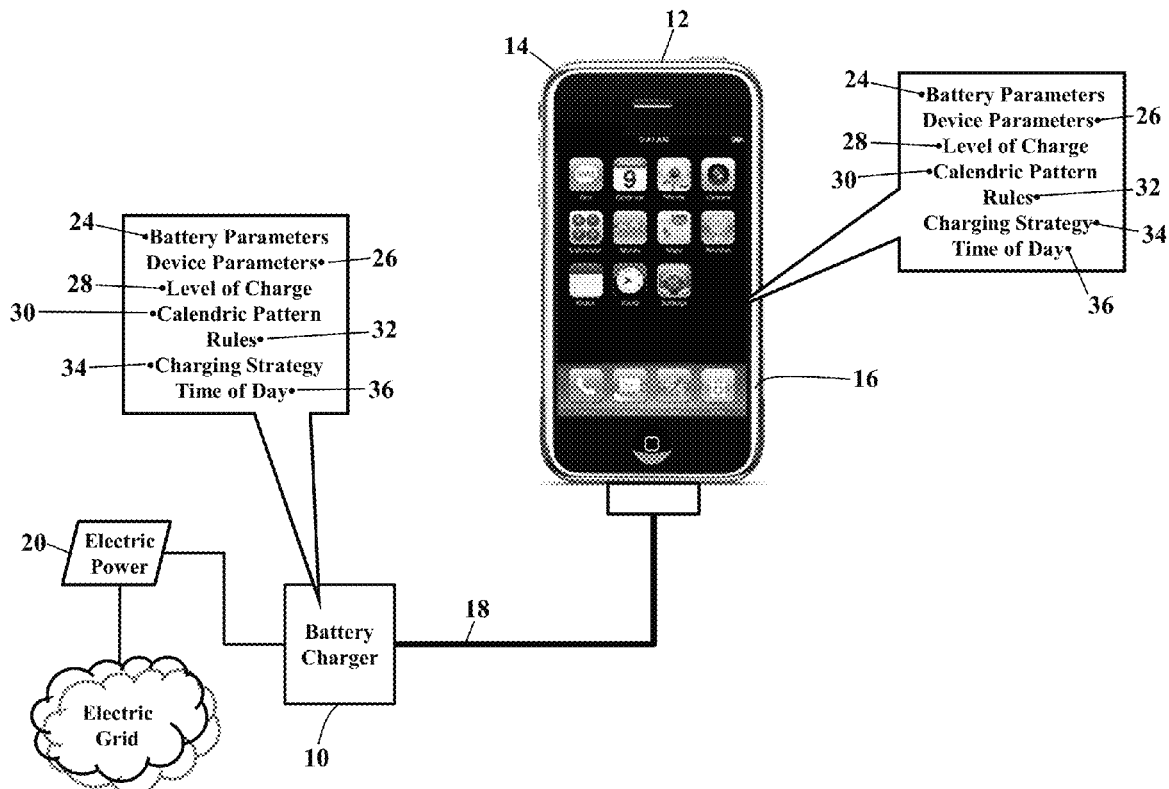 12
14
24 •Battery Parameters
Device Parameters• 26
28 •Level of Charge
30 •Calendric Pattern
Rules• 32
Charging Strategy• 34
Time of Day• 36
9
16
24 •Battery Parameters
Device Parameters• 26
28 •Level of Charge
30 •Calendric Pattern
Rules• 32
34 •Charging Strategy
Time of Day• 36
20 Electric
Power
18
Battery
Charger
10
Electric
Grid